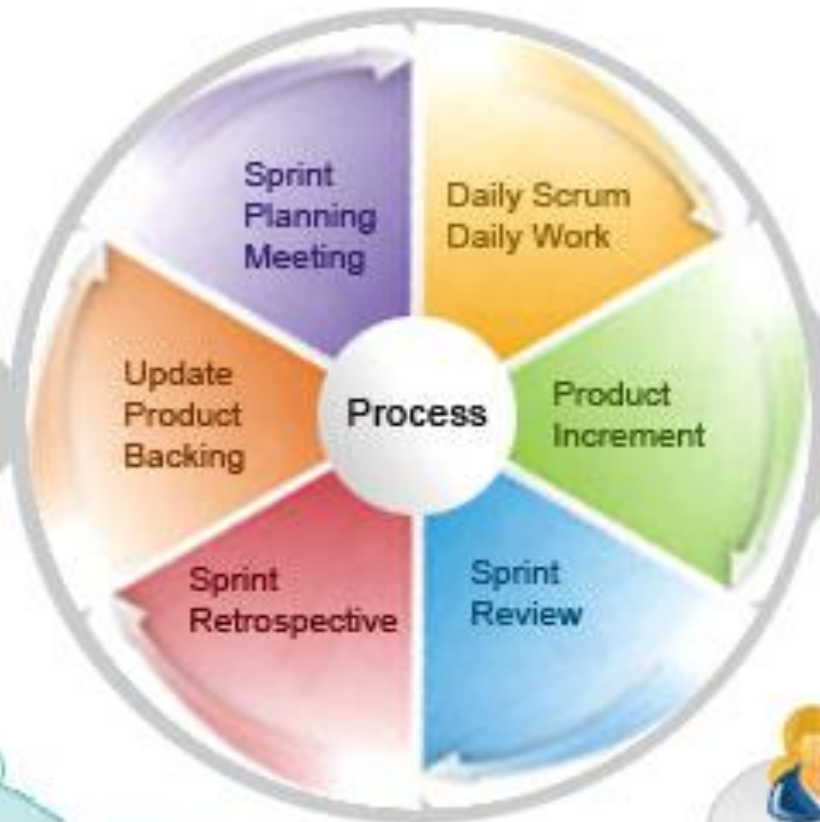 Sprint
Planning
Meeting
Daily Scrum
Daily Work
Update
Product
Backing
Process
Product
Increment
Sprint
Retrospective
Sprint
Review